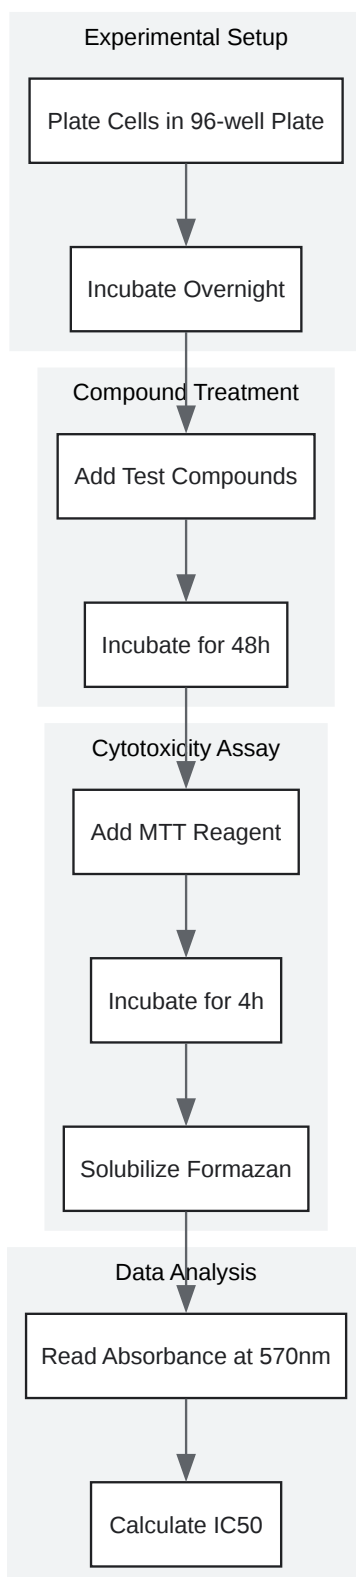 Experimental Setup
Plate Cells in 96-well Plate
Incubate Overnight
Compound Treatment
Add Test Compounds
Incubate for 48h
Cytotoxicity Assay
Add MTT Reagent
Incubate for 4h
Solubilize Formazan
Data Analysis
Read Absorbance at 570nm
Calculate IC50